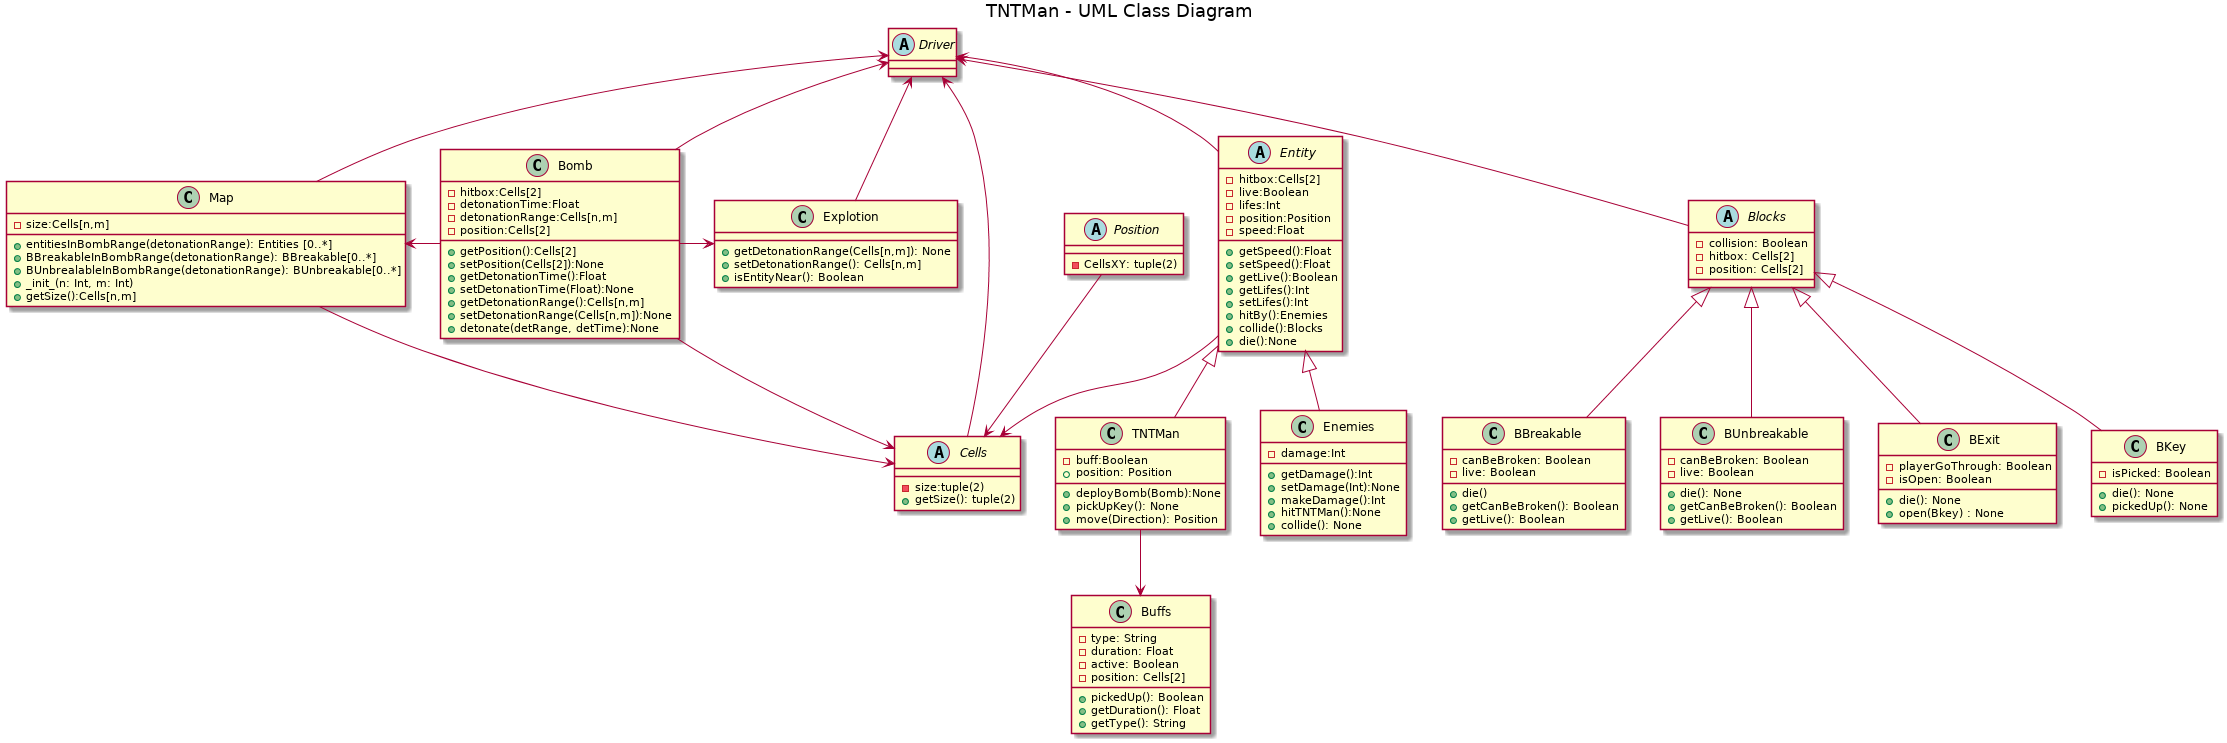 TNTMan - UML Class Diagram
A Driver
C Map
size:Cells[n,m]
entitiesInBombRange(detonationRange): Entities [0..*]
BBreakableInBombRange(detonationRange): BBreakable[0..*]
BUnbrealableInBombRange(detonationRange): BUnbreakable[0..*]
_init_(n: Int, m: Int)
getSize():Cells[n,m]
C Bomb
hitbox:Cells[2]
detonationTime:Float
detonationRange:Cells[n,m]
position:Cells[2]
getPosition():Cells[2]
setPosition(Cells[2]):None
getDetonationTime():Float
setDetonationTime(Float):None
getDetonationRange():Cells[n,m]
setDetonationRange(Cells[n,m]):None
detonate(detRange, detTime):None
C Explotion
getDetonationRange(Cells[n,m]): None
setDetonationRange(): Cells[n,m]
isEntityNear(): Boolean
A Position
CellsXY: tuple(2)
A Entity
hitbox:Cells[2]
live:Boolean
lifes:Int
position:Position
speed:Float
getSpeed():Float
setSpeed():Float
getLive():Boolean
getLifes():Int
setLifes():Int
hitBy():Enemies
collide():Blocks
die():None
A Blocks
collision: Boolean
hitbox: Cells[2]
position: Cells[2]
A Cells
size:tuple(2)
getSize(): tuple(2)
C TNTMan
buff:Boolean
position: Position
deployBomb(Bomb):None
pickUpKey(): None
move(Direction): Position
C Enemies
damage:Int
getDamage():Int
setDamage(Int):None
makeDamage():Int
hitTNTMan():None
collide(): None
C BBreakable
canBeBroken: Boolean
live: Boolean
die()
getCanBeBroken(): Boolean
getLive(): Boolean
C BUnbreakable
canBeBroken: Boolean
live: Boolean
die(): None
getCanBeBroken(): Boolean
getLive(): Boolean
C BExit
playerGoThrough: Boolean
isOpen: Boolean
die(): None
open(Bkey) : None
C BKey
isPicked: Boolean
die(): None
pickedUp(): None
C Buffs
type: String
duration: Float
active: Boolean
position: Cells[2]
pickedUp(): Boolean
getDuration(): Float
getType(): String